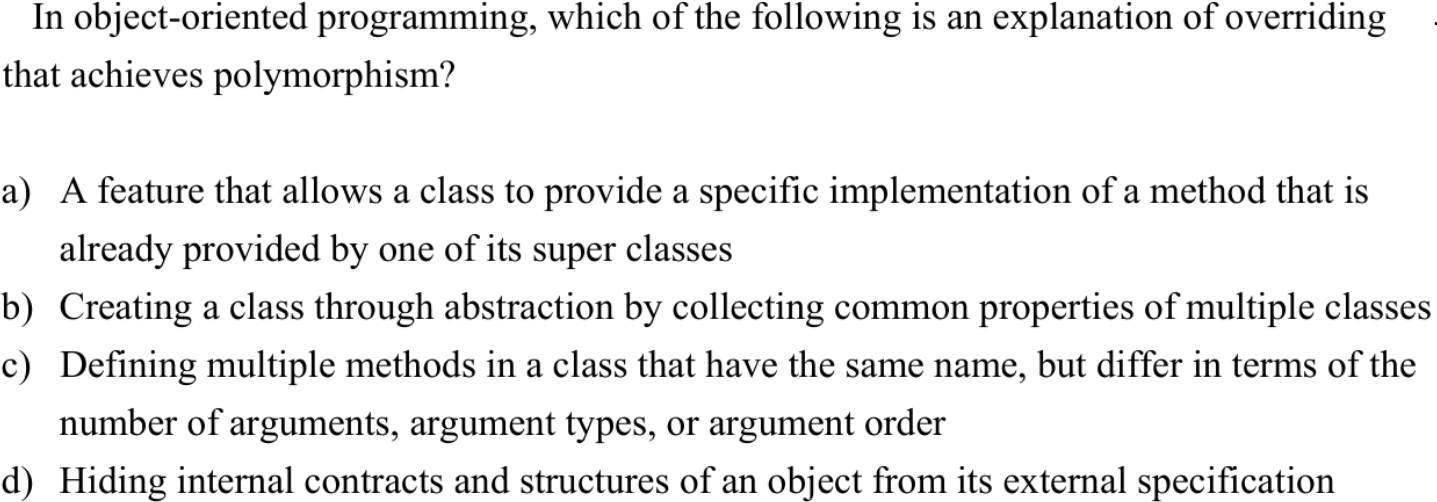 In object-oriented programming, which of the following is an explanation of overriding
that achieves polymorphism?
a) A feature that allows a class to provide a specific implementation of a method that is
already provided by one of its super classes
b) Creating a class through abstraction by collecting common properties of multiple classes
c) Defining multiple methods in a class that have the same name, but differ in terms of the
number of arguments, argument types, or argument order
d) Hiding internal contracts and structures of an object from its external specification